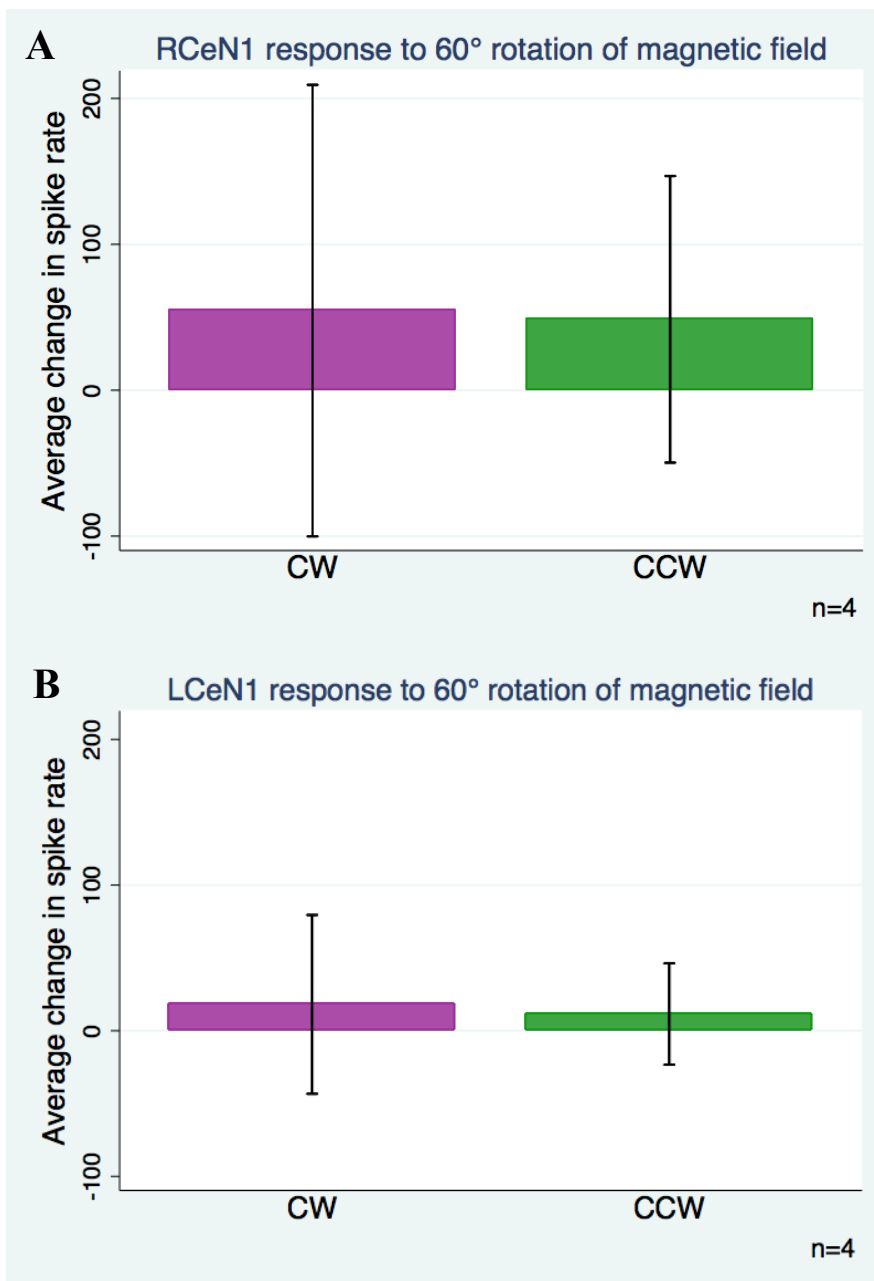 A
RCeN1 response to 60° rotation of magnetic field
Average change in spike rate
200
100
0
-100
CW
CCW
n=4
B
LCeN1 response to 60° rotation of magnetic field
Average change in spike rate
200
100
0
-100
CW
CCW
n=4